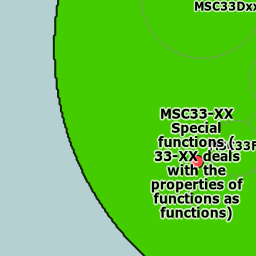 MSC33Dxx
MSC33-XX
Special
functions (
33-XX deals
with the
properties of
functions as
functions)